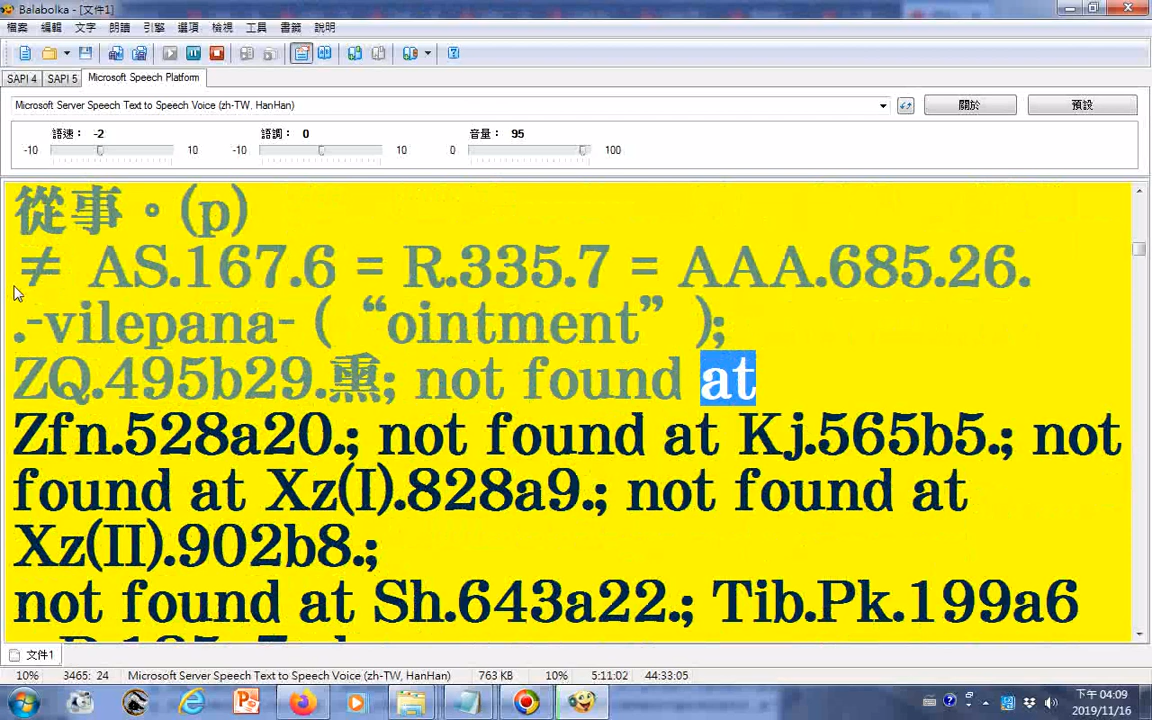 Balabolka - [文件1]
檔案 編輯 文字 朗讀 引擎 選項 檢視 工具 書籤 說明
SAPI 4 SAPI 5 Microsoft Speech Platform
Microsoft Server Speech Text to Speech Voice (zh-TW, HanHan) 關於 預設
語速： -2 語調： 0 音量： 95
-10 10 -10 10 0 100
從事。(p)
≠ AS.167.6 = R.335.7 = AAA.685.26.
.-vilepana- (“ointment”);
ZQ.495b29.熏; not found at
Zfn.528a20.; not found at Kj.565b5.; not
found at Xz(I).828a9.; not found at
Xz(II).902b8.;
not found at Sh.643a22.; Tib.Pk.199a6
文件1
10% 3465: 24 Microsoft Server Speech Text to Speech Voice (zh-TW, HanHan) 763 KB 10% 5:11:02 44:33:05
下午 04:09
2019/11/16